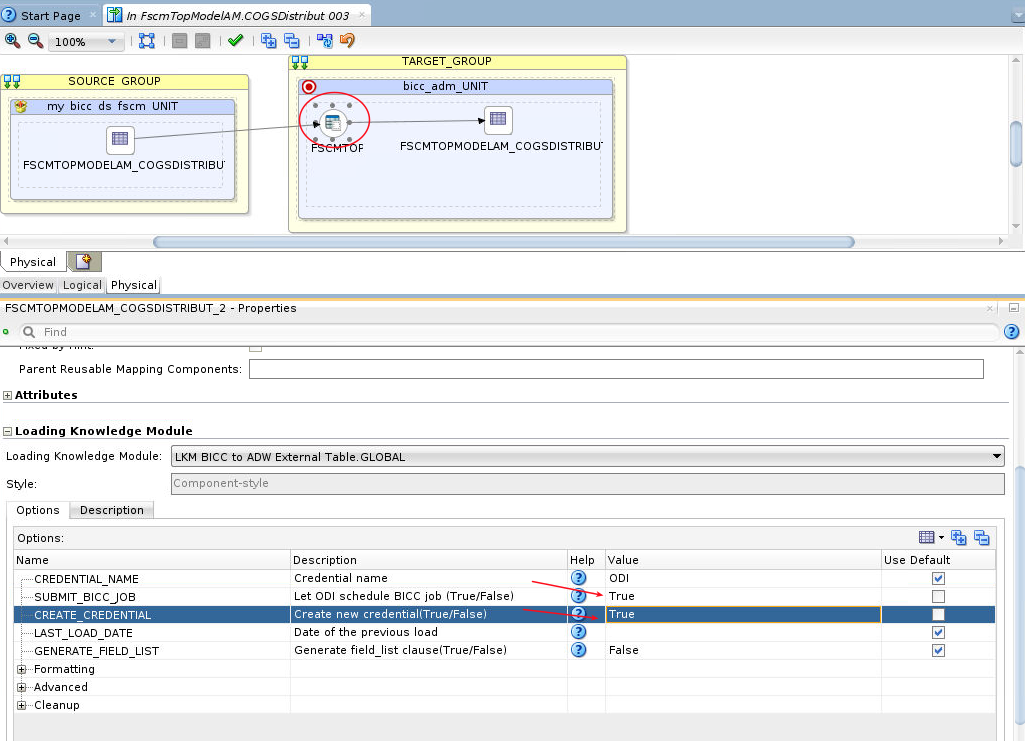 Start Page
In FscmTopModelAM.COGSDistribut 003
100%
SOURCE_GROUP
my_bicc_ds_fscm_UNIT
FSCMTOPMODELAM_COGSDISTRIBU
TARGET_GROUP
bicc_adm_UNIT
FSCMTOP
FSCMTOPMODELAM_COGSDISTRIBU
Physical
Overview Logical Physical
FSCMTOPMODELAM_COGSDISTRIBUT_2 - Properties
Find
Fixed by Hint:
Parent Reusable Mapping Components:
Attributes
Loading Knowledge Module
Loading Knowledge Module: LKM BICC to ADW External Table.GLOBAL
Style: Component-style
Options Description
Options:
Name Description Help Value Use Default
CREDENTIAL_NAME Credential name ODI
SUBMIT_BICC_JOB Let ODI schedule BICC job (True/False) True
CREATE_CREDENTIAL Create new credential(True/False) True
LAST_LOAD_DATE Date of the previous load
GENERATE_FIELD_LIST Generate field_list clause(True/False) False
Formatting
Advanced
Cleanup